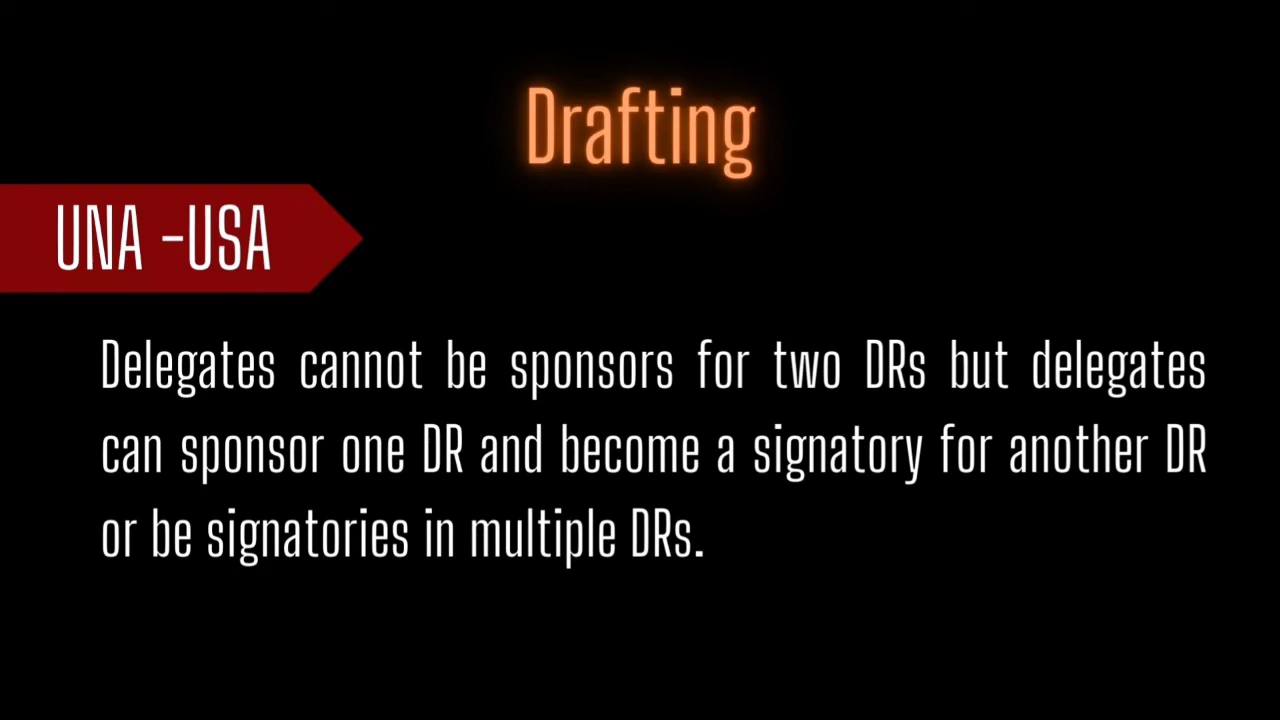 Drafting
UNA -USA
Delegates cannot be sponsors for two DRs but delegates
can sponsor one DR and become a signatory for another DR
or be signatories in multiple DRs.